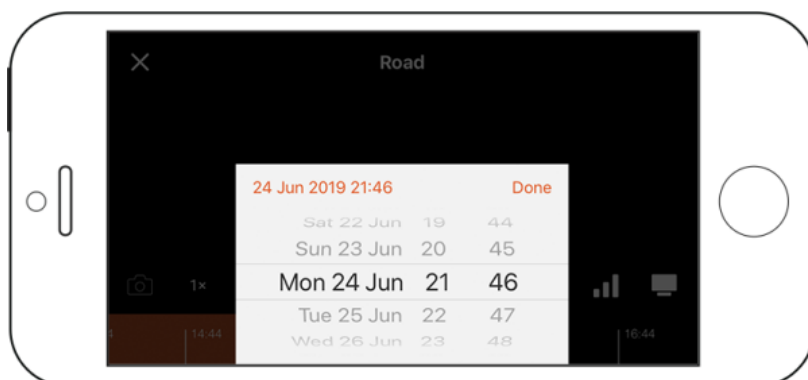 Road
24 Jun 2019 21:46 Done
Sat 22 Jun 19 44
Sun 23 Jun 20 45
1× Mon 24 Jun 21 46
Tue 25 Jun 22 47
14:44 16:44
Wed 26 Jun 23 48